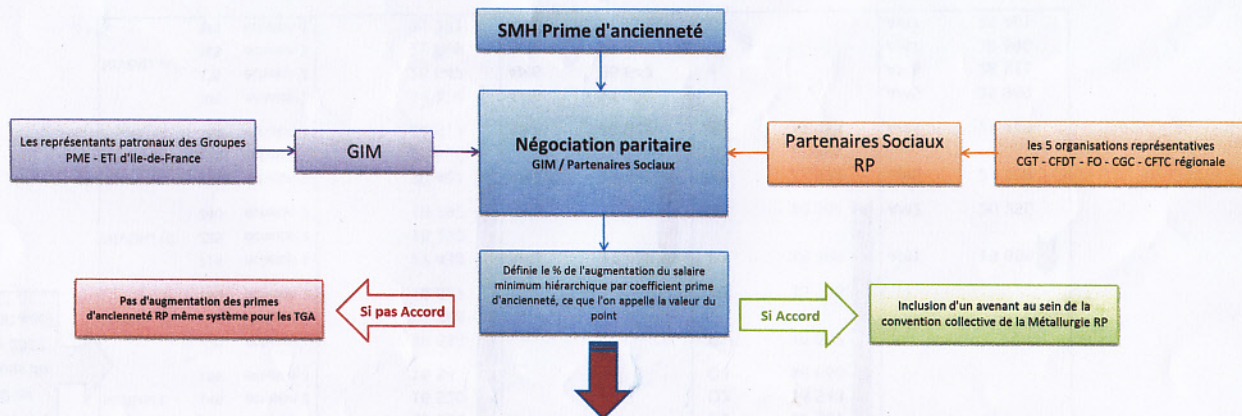 SMH Prime d'ancienneté
Les représentants patronaux des Groupes
PME - ETI d'Ile-de-France
GIM
Négociation paritaire
GIM / Partenaires Sociaux
Partenaires Sociaux
RP
les 5 organisations représentatives
CGT - CFDT - FO - CGC - CFTC régionale
Pas d'augmentation des primes
d'ancienneté RP même système pour les TGA
Si pas Accord
Définie le % de l'augmentation du salaire
minimum hiérarchique par coefficient prime
d'ancienneté, ce que l'on appelle la valeur du
point
Si Accord
Inclusion d'un avenant au sein de la
convention collective de la Métallurgie RP